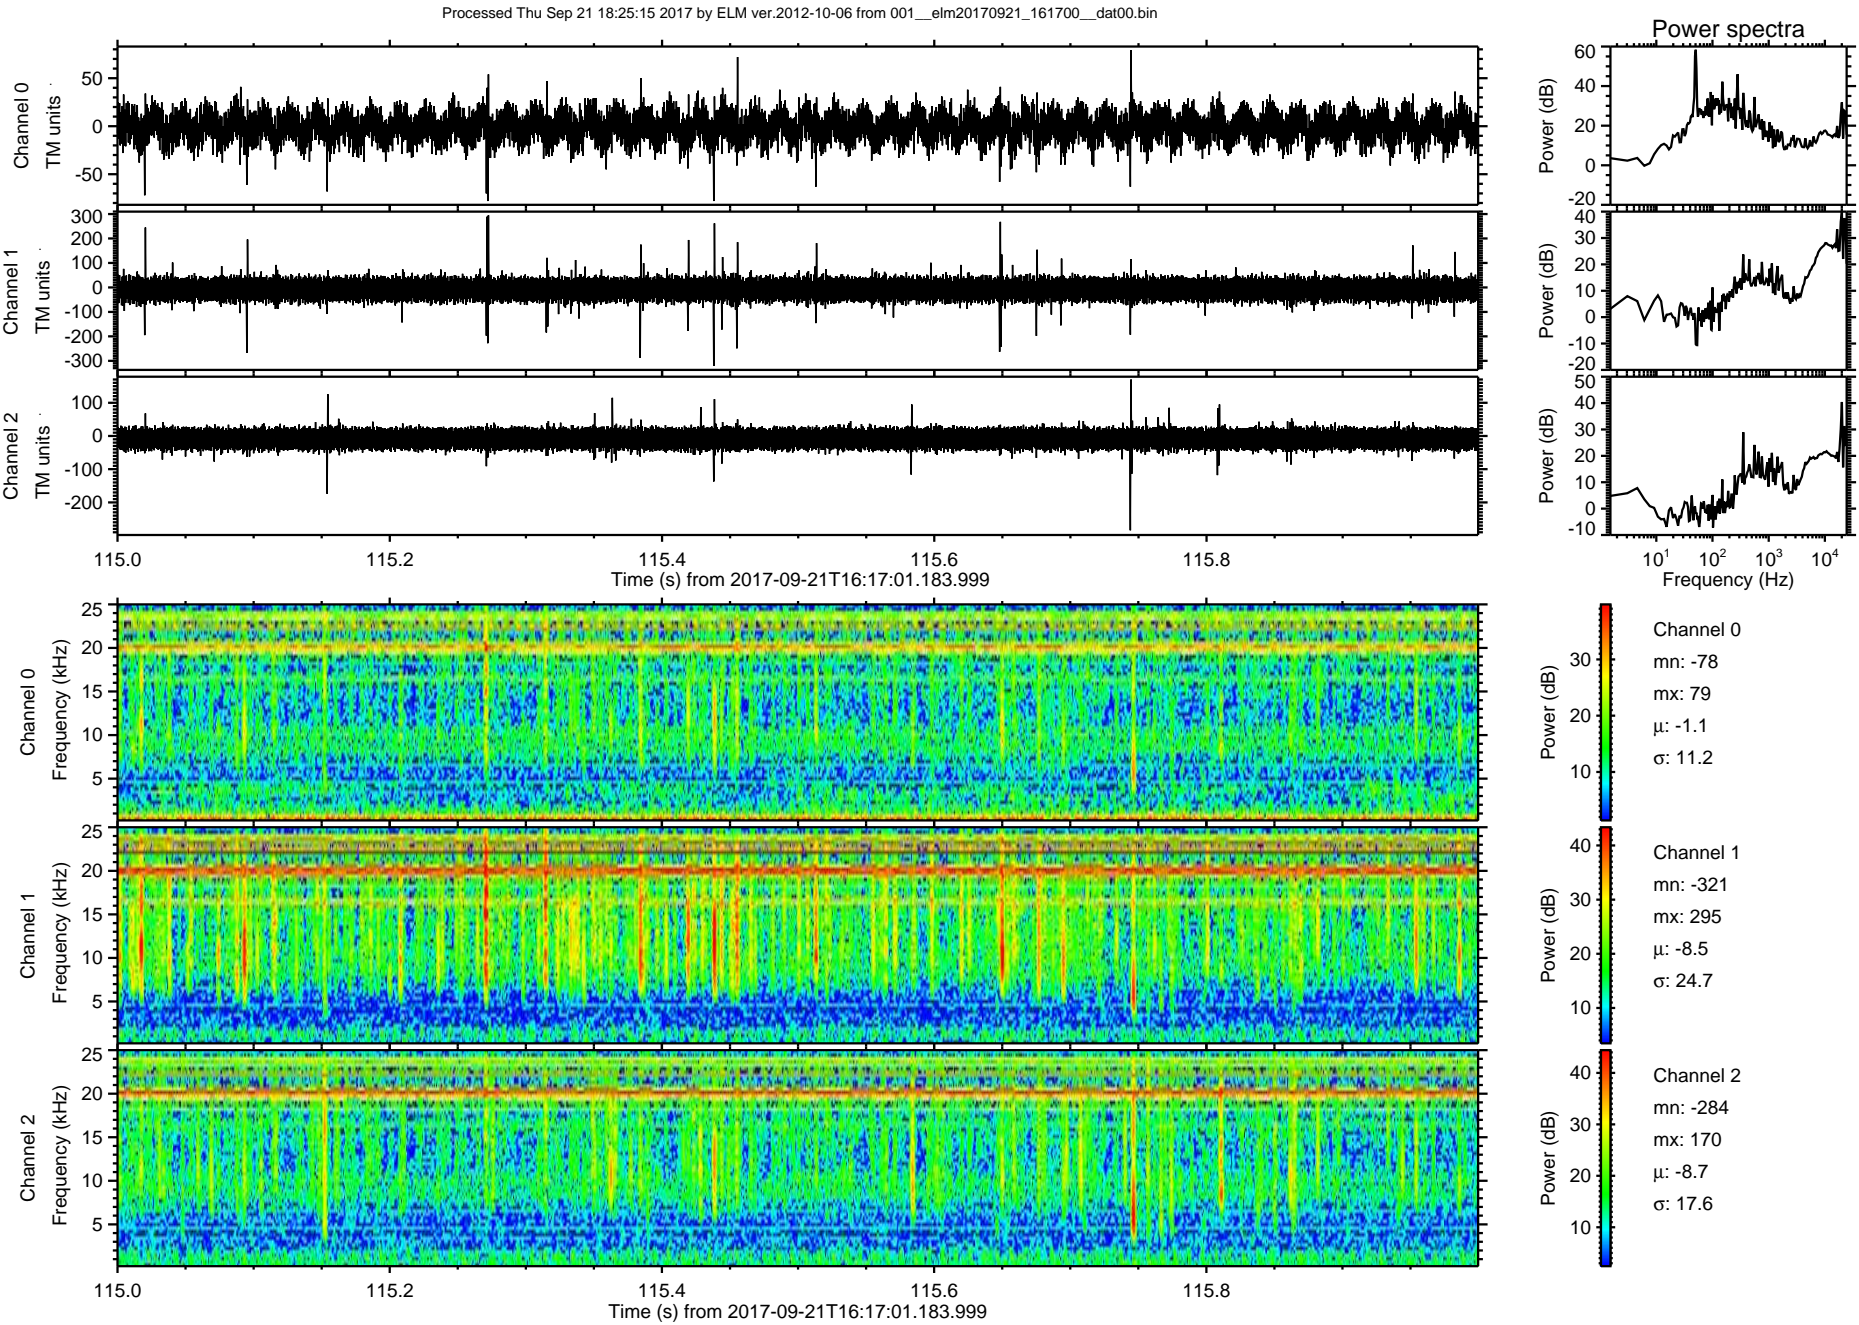 Processed Thu Sep 21 18:25:15 2017 by ELM ver.2012-10-06 from 001__elm20170921_161700__dat00.bin
Power spectra
Channel 0
TM units
50
0
-50
Power (dB)
60
40
20
0
-20
Channel 1
TM units
300
200
100
0
-100
-200
-300
Power (dB)
40
30
20
10
0
-10
-20
Channel 2
TM units
100
0
-100
-200
Power (dB)
50
40
30
20
10
0
-10
115.0 115.2 115.4 115.6 115.8
Time (s) from 2017-09-21T16:17:01.183.999
10¹ 10² 10³ 10⁴
Frequency (Hz)
Channel 0
Frequency (kHz)
25
20
15
10
5
Power (dB)
30
20
10
Channel 0
mn: -78
mx: 79
μ: -1.1
σ: 11.2
Channel 1
Frequency (kHz)
25
20
15
10
5
Power (dB)
40
30
20
10
Channel 1
mn: -321
mx: 295
μ: -8.5
σ: 24.7
Channel 2
Frequency (kHz)
25
20
15
10
5
Power (dB)
40
30
20
10
Channel 2
mn: -284
mx: 170
μ: -8.7
σ: 17.6
115.0 115.2 115.4 115.6 115.8
Time (s) from 2017-09-21T16:17:01.183.999